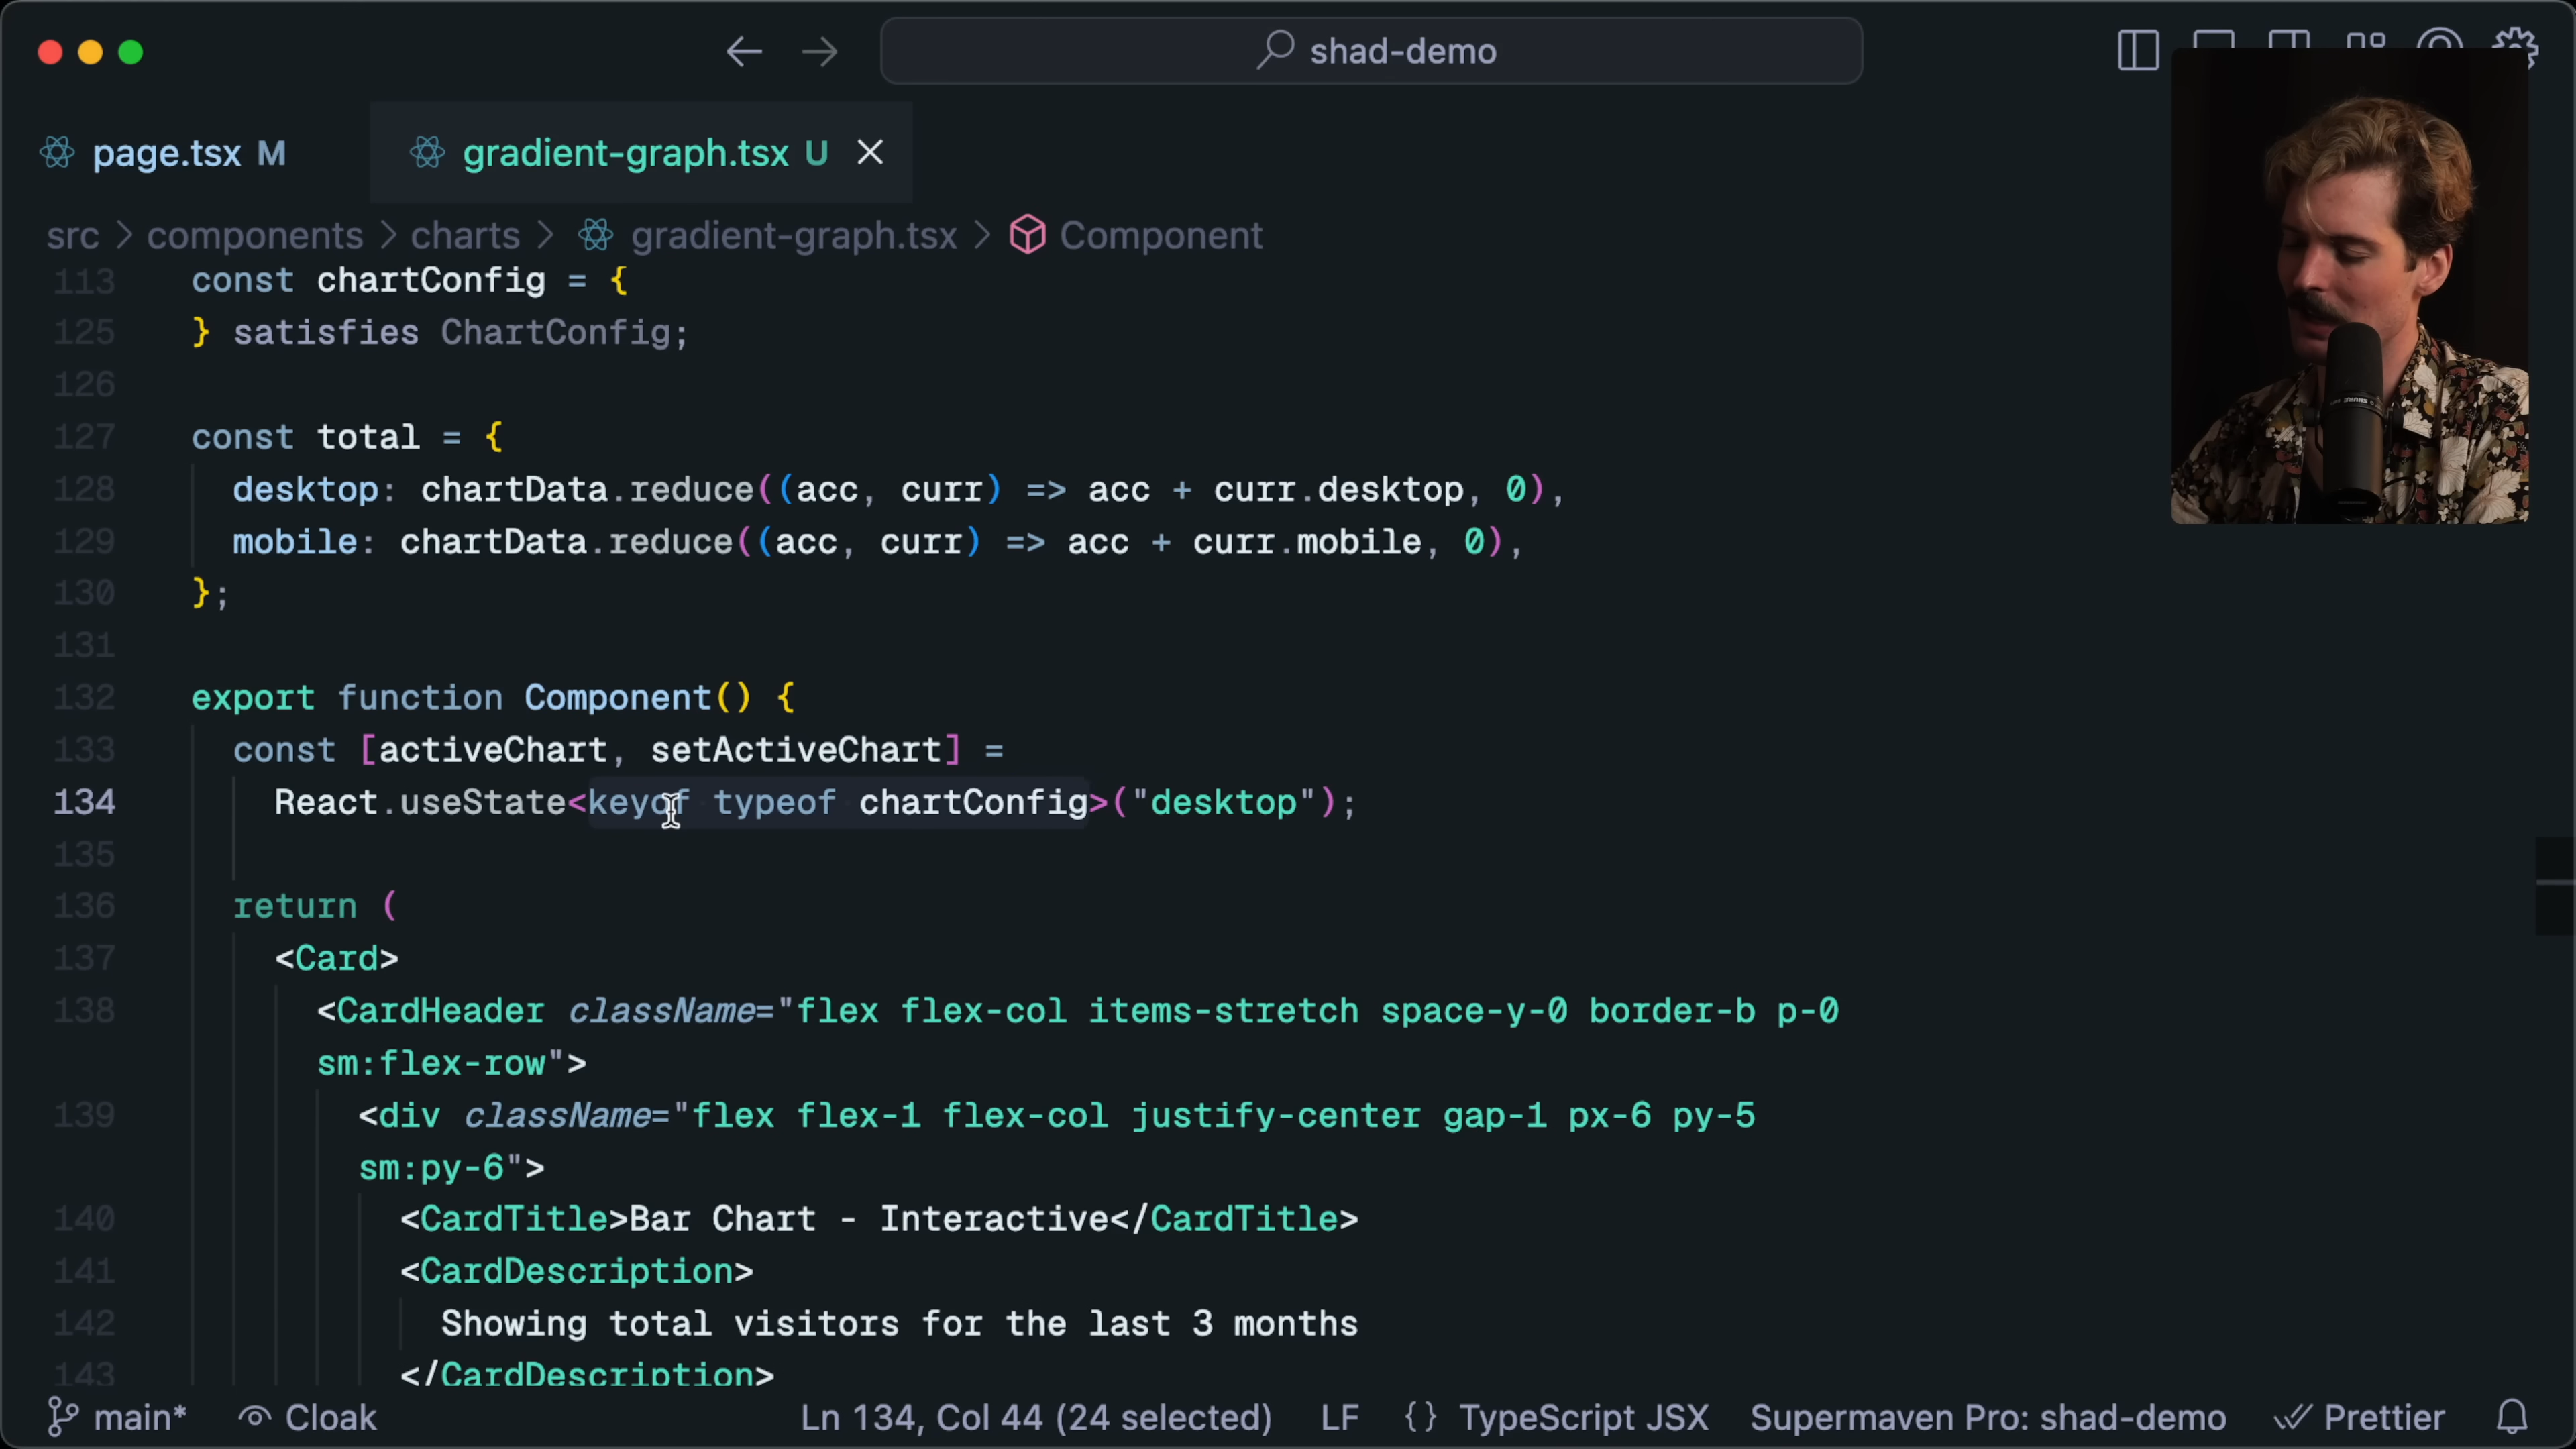 shad-demo
page.tsx M
gradient-graph.tsx U
src > components > charts > gradient-graph.tsx > Component
113 const chartConfig = {
125 } satisfies ChartConfig;
126
127 const total = {
128 desktop: chartData.reduce((acc, curr) => acc + curr.desktop, 0),
129 mobile: chartData.reduce((acc, curr) => acc + curr.mobile, 0),
130 };
131
132 export function Component() {
133 const [activeChart, setActiveChart] =
134 React.useState<keyof typeof chartConfig>("desktop");
135
136 return (
137 <Card>
138 <CardHeader className="flex flex-col items-stretch space-y-0 border-b p-0
sm:flex-row">
139 <div className="flex flex-1 flex-col justify-center gap-1 px-6 py-5
sm:py-6">
140 <CardTitle>Bar Chart - Interactive</CardTitle>
141 <CardDescription>
142 Showing total visitors for the last 3 months
143 </CardDescription>
main* Cloak Ln 134, Col 44 (24 selected) LF {} TypeScript JSX Supermaven Pro: shad-demo Prettier